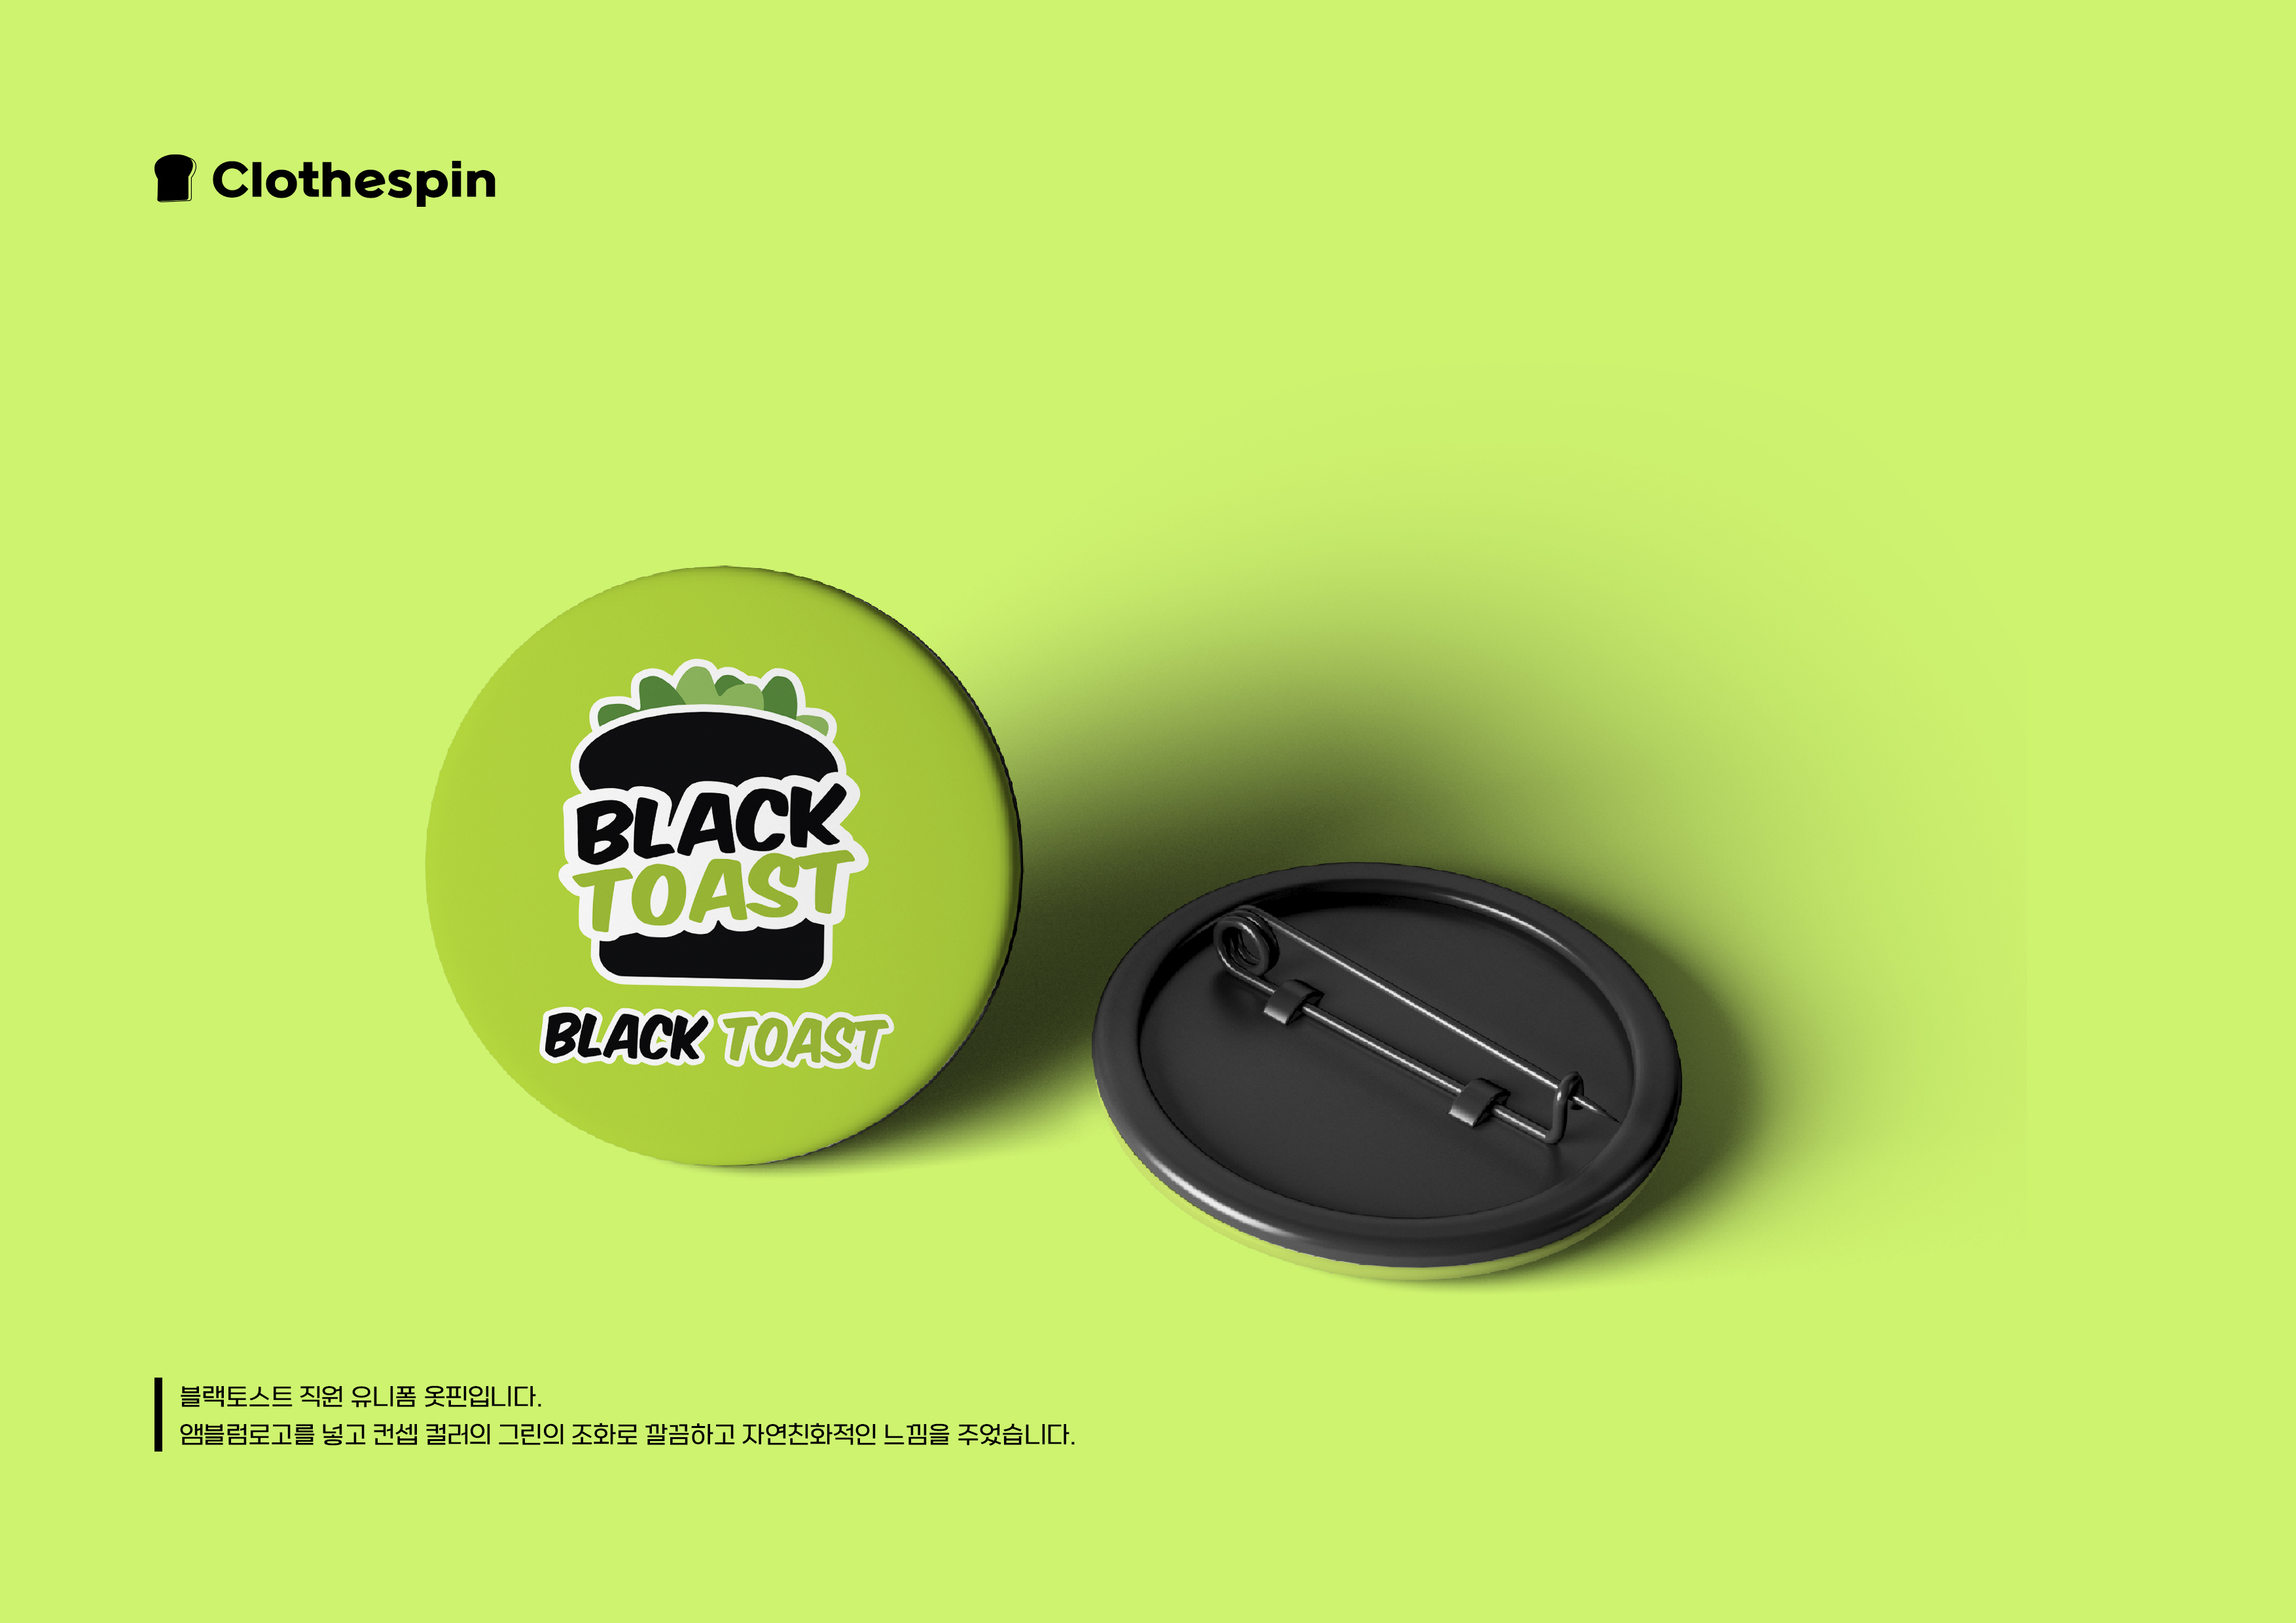 Clothespin
BLACK
TOAST
BLACK TOAST
블랙토스트 직원 유니폼 옷핀입니다.
앰블럼로고를 넣고 컨셉 컬러의 그린의 조화로 깔끔하고 자연친화적인 느낌을 주었습니다.